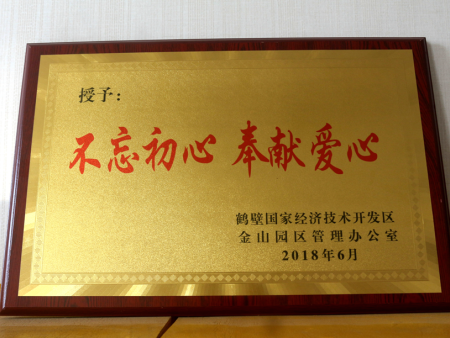 授予：
不忘初心 奉献爱心
鹤壁国家经济技术开发区
金山园区管理办公室
2018年6月